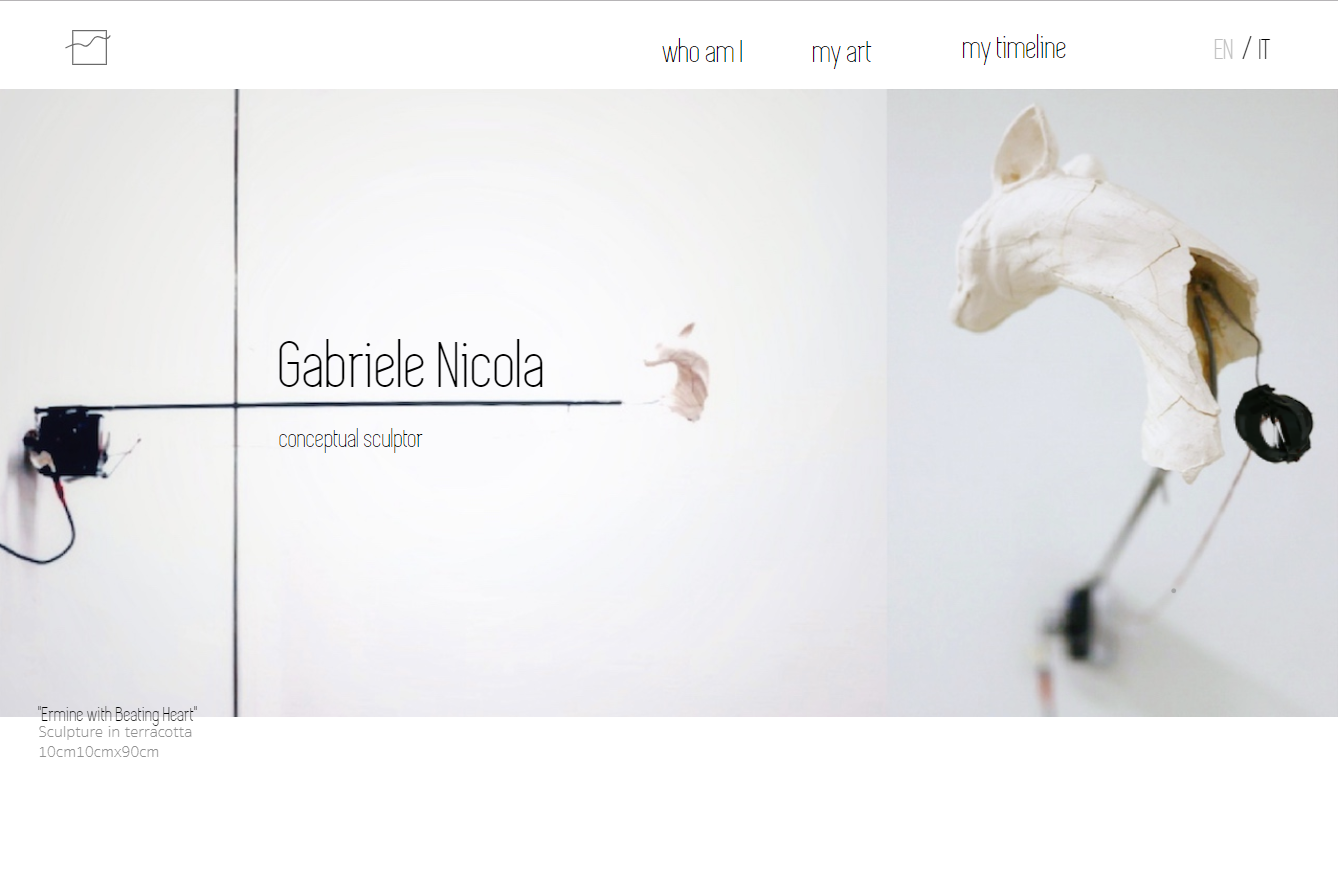 who am I
my art
my timeline
EN / IT
Gabriele Nicola
conceptual sculptor
"Ermine with Beating Heart"
Sculpture in terracotta
10cm10cmx90cm